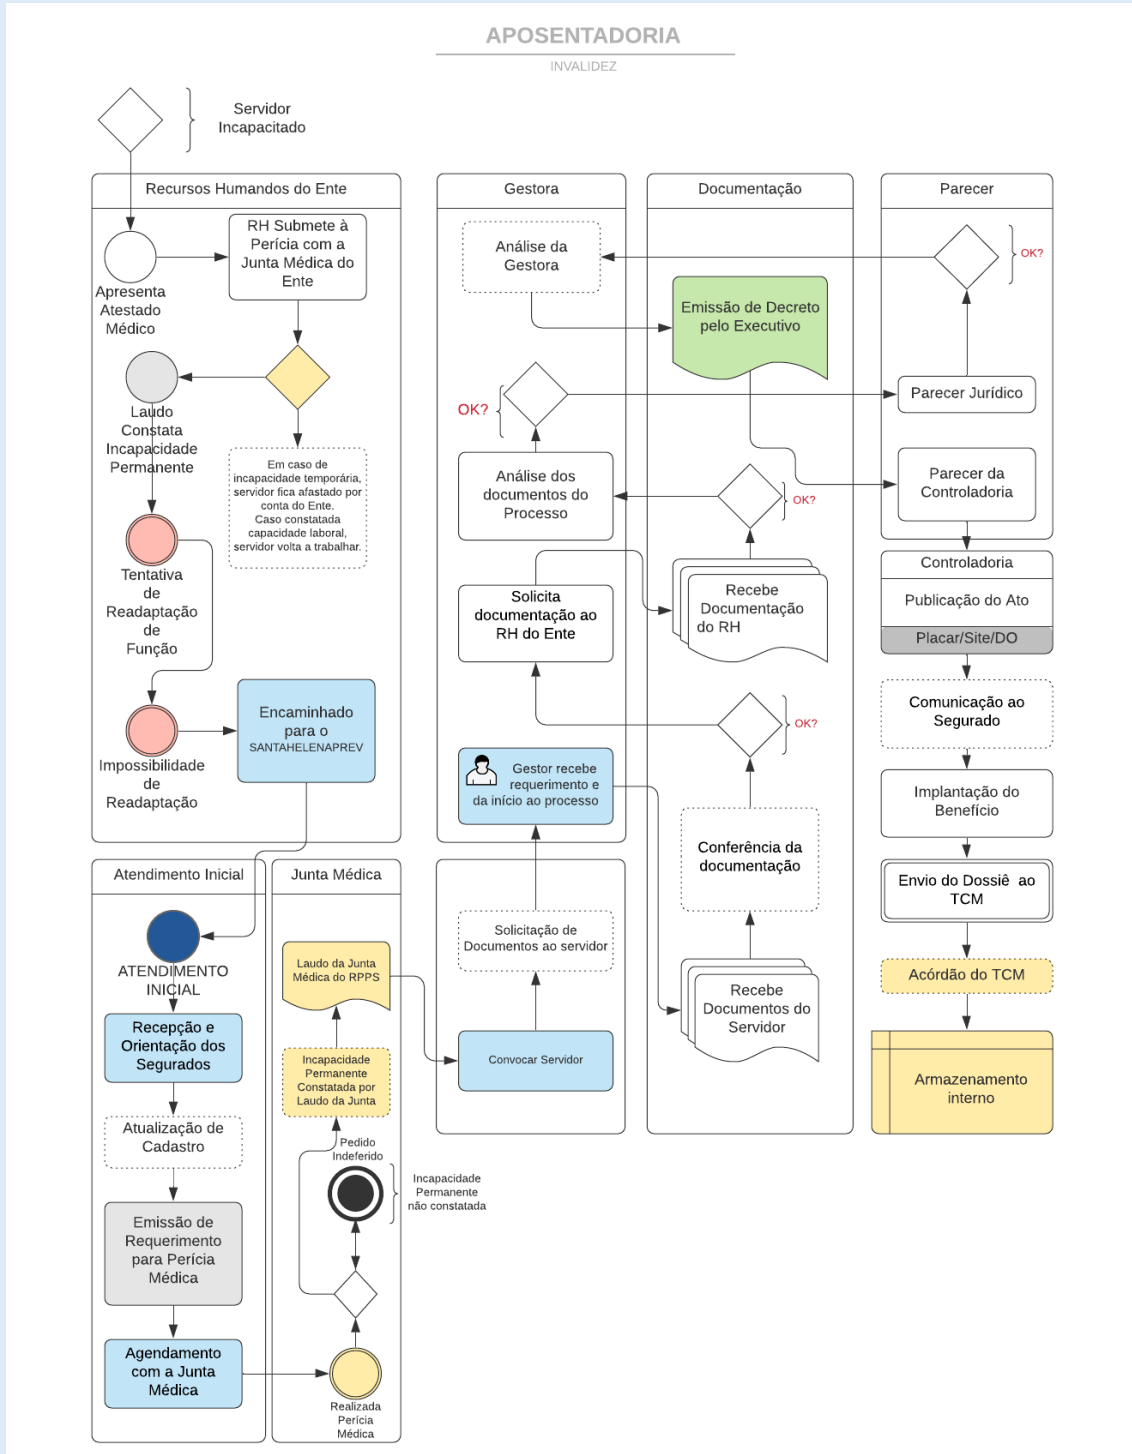 APOSENTADORIA
INVALIDEZ
Servidor
Incapacitado
Recursos Humandos do Ente
RH Submete à
Perícia com a
Junta Médica do
Ente
Apresenta
Atestado
Médico
Laudo
Constata
Incapacidade
Permanente
Em caso de
incapacidade temporária,
servidor fica afastado por
conta do Ente.
Caso constatada
capacidade laboral,
servidor volta a trabalhar.
Tentativa
de
Readaptação
de
Função
Impossibilidade
de
Readaptação
Encaminhado
para o
SANTAHELENAPREV
Atendimento Inicial
ATENDIMENTO
INICIAL
Recepção e
Orientação dos
Segurados
Atualização de
Cadastro
Emissão de
Requerimento
para Perícia
Médica
Agendamento
com a Junta
Médica
Junta Médica
Laudo da Junta
Médica do RPPS
Incapacidade
Permanente
Constatada por
Laudo da Junta
Pedido
Indeferido
Incapacidade
Permanente
não constatada
Realizada
Perícia
Médica
Gestora
Análise da
Gestora
OK?
Análise dos
documentos do
Processo
Solicita
documentação ao
RH do Ente
Gestor recebe
requerimento e
da início ao processo
Solicitação de
Documentos ao servidor
Convocar Servidor
Documentação
Emissão de Decreto
pelo Executivo
OK?
Recebe
Documentação
do RH
OK?
Conferência da
documentação
Recebe
Documentos do
Servidor
Parecer
OK?
Parecer Jurídico
Parecer da
Controladoria
Controladoria
Publicação do Ato
Placar/Site/DO
Comunicação ao
Segurado
Implantação do
Benefício
Envio do Dossiê ao
TCM
Acórdão do TCM
Armazenamento
interno